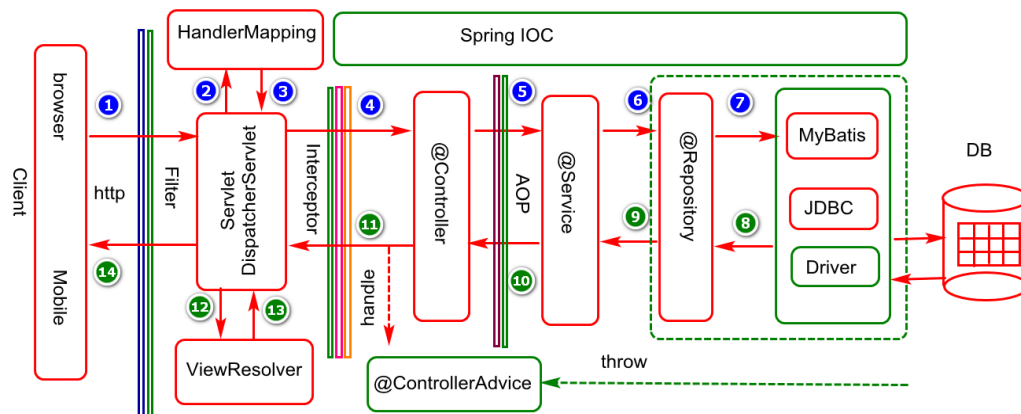 HandlerMapping
Spring IOC
browser
1
2
3
4
5
6
7
MyBatis
DB
Client
http
Filter
Servlet
DispatcherServlet
Interceptor
@Controller
AOP
@Service
@Repository
JDBC
Driver
14
11
10
9
8
Mobile
12
13
handle
ViewResolver
@ControllerAdvice
throw